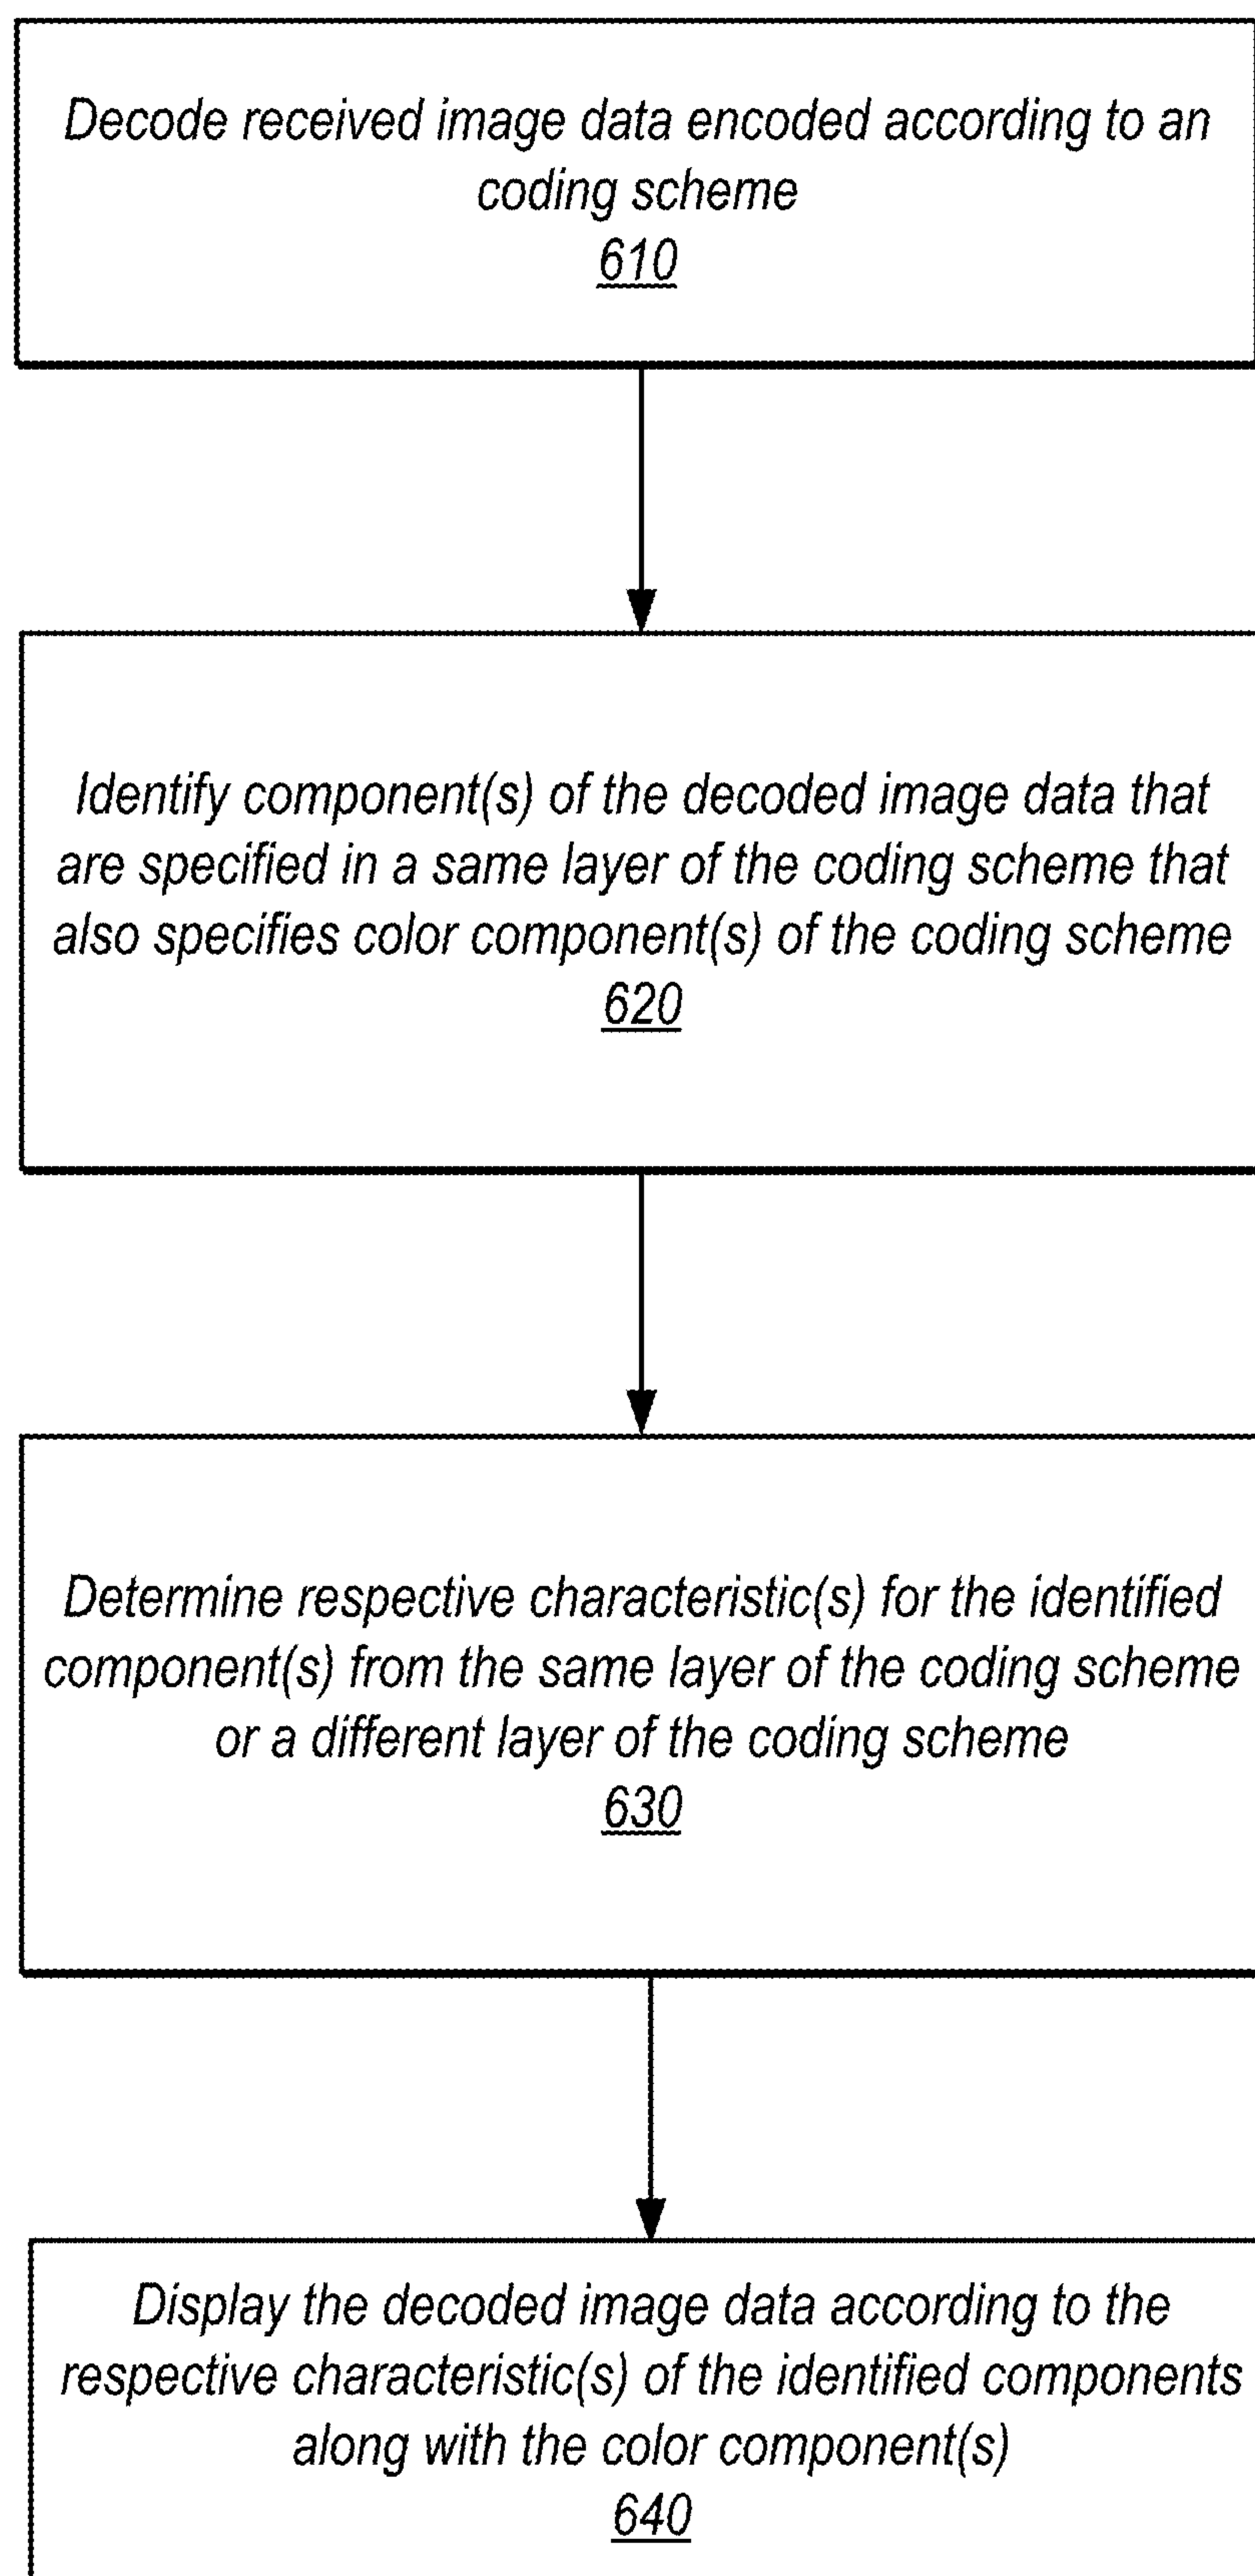 Decode received image data encoded according to an
coding scheme
610
Identify component(s) of the decoded image data that
are specified in a same layer of the coding scheme that
also specifies color component(s) of the coding scheme
620
Determine respective characteristic(s) for the identified
component(s) from the same layer of the coding scheme
or a different layer of the coding scheme
630
Display the decoded image data according to the
respective characteristic(s) of the identified components
along with the color component(s)
640